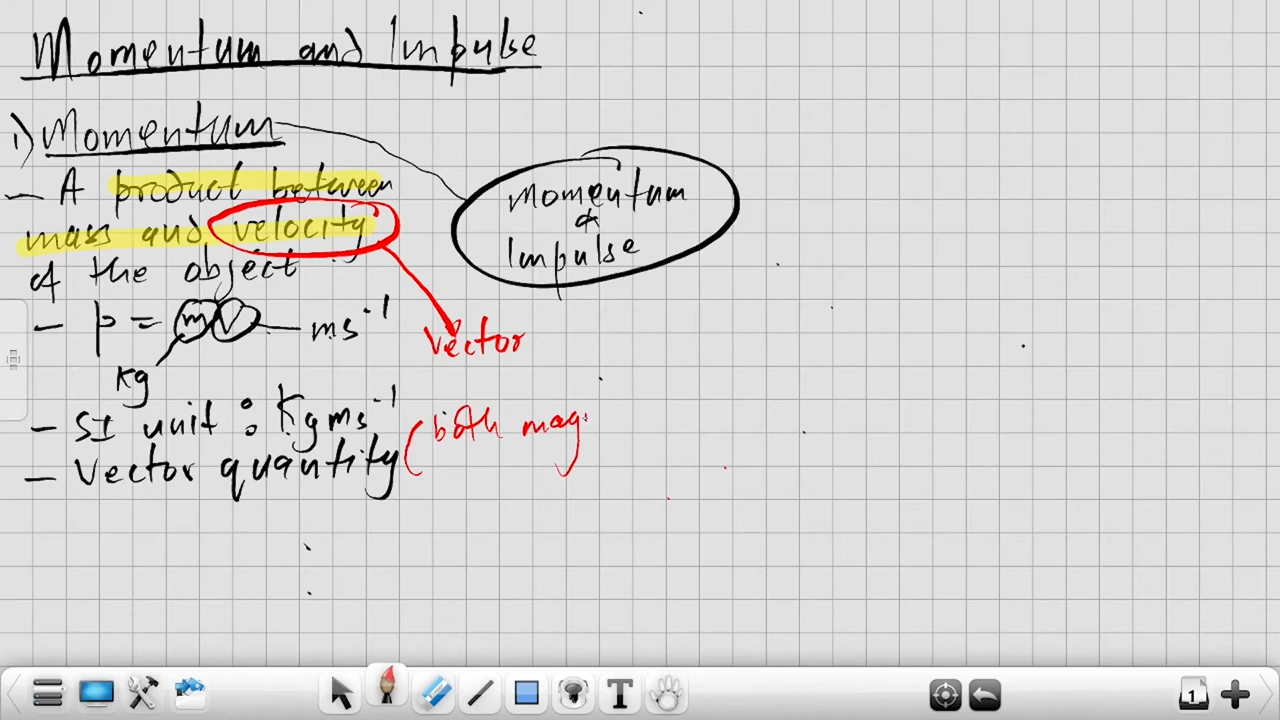 Momentum and Impulse
1) Momentum
– A product between
mass and velocity
of the object
– p = mv — ms⁻¹
kg
– SI unit : Kgms⁻¹
– Vector quantity (both mag
momentum
&
Impulse
vector
T
1